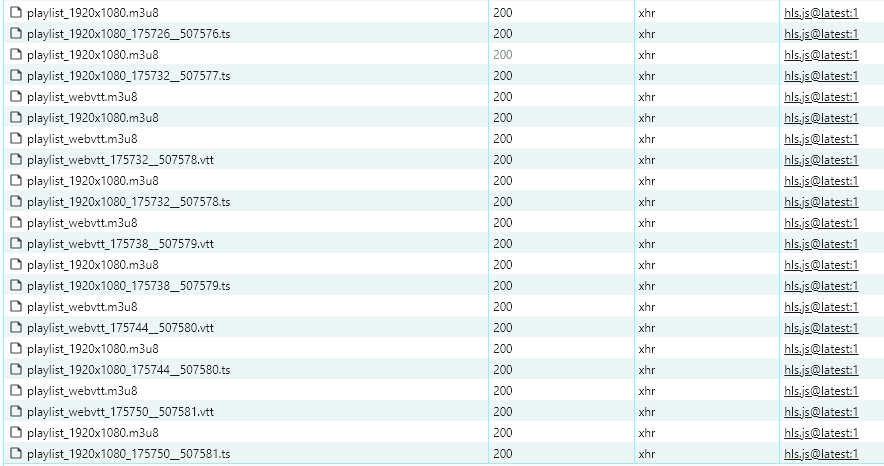 playlist_1920x1080.m3u8 200 xhr hls.js@latest:1
playlist_1920x1080_175726__507576.ts 200 xhr hls.js@latest:1
playlist_1920x1080.m3u8 200 xhr hls.js@latest:1
playlist_1920x1080_175732__507577.ts 200 xhr hls.js@latest:1
playlist_webvtt.m3u8 200 xhr hls.js@latest:1
playlist_1920x1080.m3u8 200 xhr hls.js@latest:1
playlist_webvtt.m3u8 200 xhr hls.js@latest:1
playlist_webvtt_175732__507578.vtt 200 xhr hls.js@latest:1
playlist_1920x1080.m3u8 200 xhr hls.js@latest:1
playlist_1920x1080_175732__507578.ts 200 xhr hls.js@latest:1
playlist_webvtt.m3u8 200 xhr hls.js@latest:1
playlist_webvtt_175738__507579.vtt 200 xhr hls.js@latest:1
playlist_1920x1080.m3u8 200 xhr hls.js@latest:1
playlist_1920x1080_175738__507579.ts 200 xhr hls.js@latest:1
playlist_webvtt.m3u8 200 xhr hls.js@latest:1
playlist_webvtt_175744__507580.vtt 200 xhr hls.js@latest:1
playlist_1920x1080.m3u8 200 xhr hls.js@latest:1
playlist_1920x1080_175744__507580.ts 200 xhr hls.js@latest:1
playlist_webvtt.m3u8 200 xhr hls.js@latest:1
playlist_webvtt_175750__507581.vtt 200 xhr hls.js@latest:1
playlist_1920x1080.m3u8 200 xhr hls.js@latest:1
playlist_1920x1080_175750__507581.ts 200 xhr hls.js@latest:1